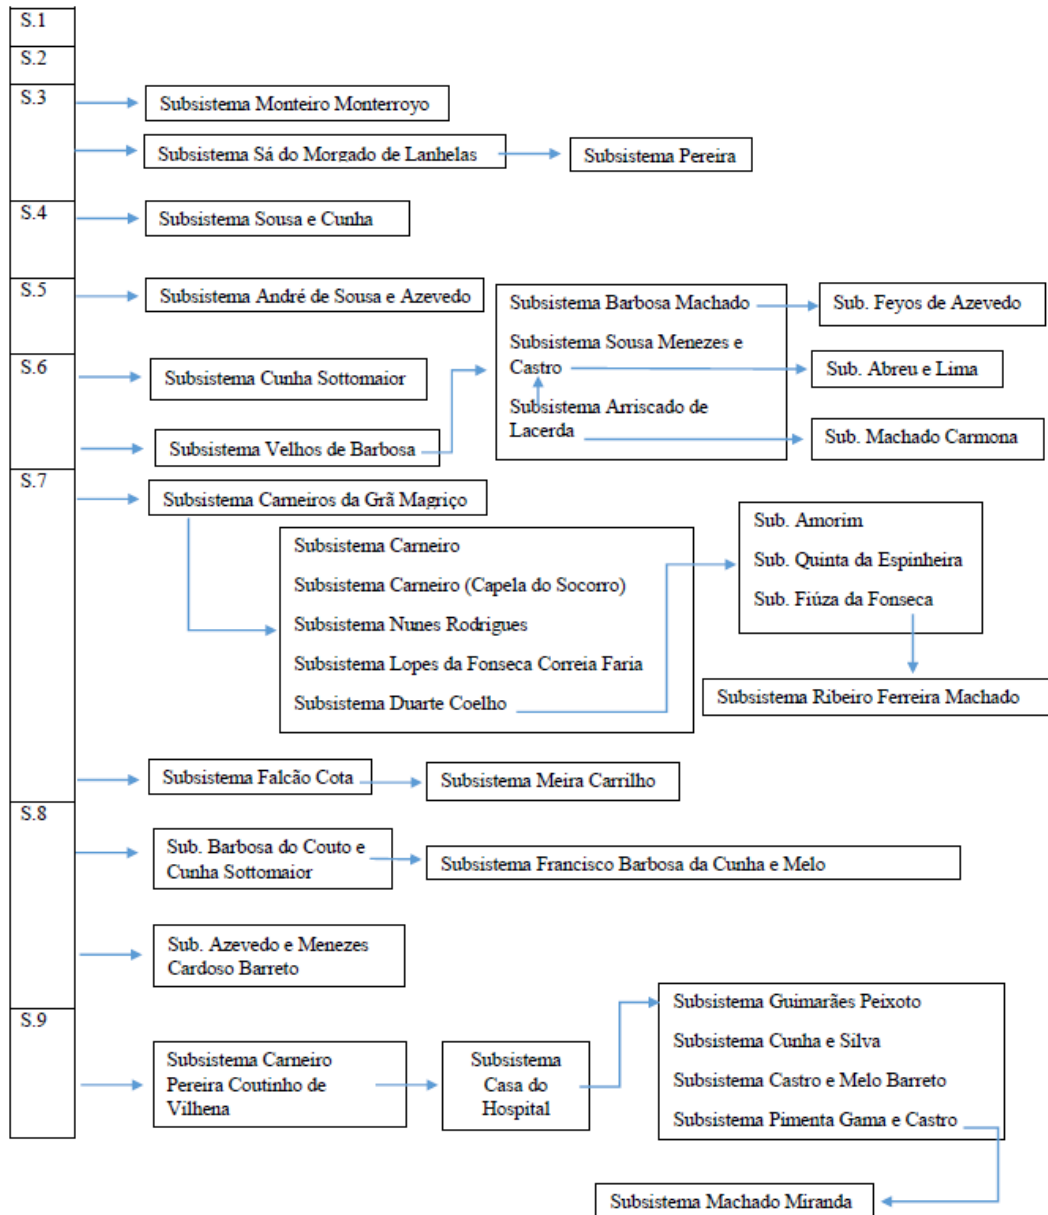 S.1
S.2
S.3
Subsistema Monteiro Monterroyo
Subsistema Sá do Morgado de Lanhelas
Subsistema Pereira
S.4
Subsistema Sousa e Cunha
S.5
Subsistema André de Sousa e Azevedo
Subsistema Barbosa Machado
Sub. Feyos de Azevedo
Subsistema Sousa Menezes e
Castro
Sub. Abreu e Lima
Subsistema Arriscado de
Lacerda
Sub. Machado Carmona
S.6
Subsistema Cunha Sottomaior
Subsistema Velhos de Barbosa
S.7
Subsistema Carneiros da Grã Magriço
Subsistema Carneiro
Subsistema Carneiro (Capela do Socorro)
Subsistema Nunes Rodrigues
Subsistema Lopes da Fonseca Correia Faria
Subsistema Duarte Coelho
Sub. Amorim
Sub. Quinta da Espinheira
Sub. Fiúza da Fonseca
Subsistema Ribeiro Ferreira Machado
Subsistema Falcão Cota
Subsistema Meira Carrilho
S.8
Sub. Barbosa do Couto e
Cunha Sottomaior
Subsistema Francisco Barbosa da Cunha e Melo
Sub. Azevedo e Menezes
Cardoso Barreto
S.9
Subsistema Carneiro
Pereira Coutinho de
Vilhena
Subsistema
Casa do
Hospital
Subsistema Guimarães Peixoto
Subsistema Cunha e Silva
Subsistema Castro e Melo Barreto
Subsistema Pimenta Gama e Castro
Subsistema Machado Miranda